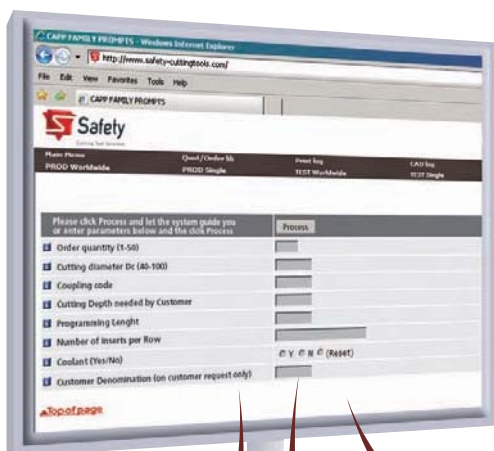 CAPP FAMILY PROMPTS - Windows Internet Explorer
http://www.safety-cuttingtools.com/
File Edit View Favorites Tools Help
CAPP FAMILY PROMPTS
Safety
Main Menu Quot/Order hk Print log CAD log
PROD Worldwide PROD Single TEST Worldwide TEST Single
Please click Process and let the system guide you
or enter parameters below and the click Process
Process
Order quantity (1-50)
Cutting diameter Dc (40-100)
Coupling code
Cutting Depth needed by Customer
Programming Lenght
Number of Inserts per Row
Coolant (Yes/No) Y N (Reset)
Customer Denomination (on customer request only)
Top of page